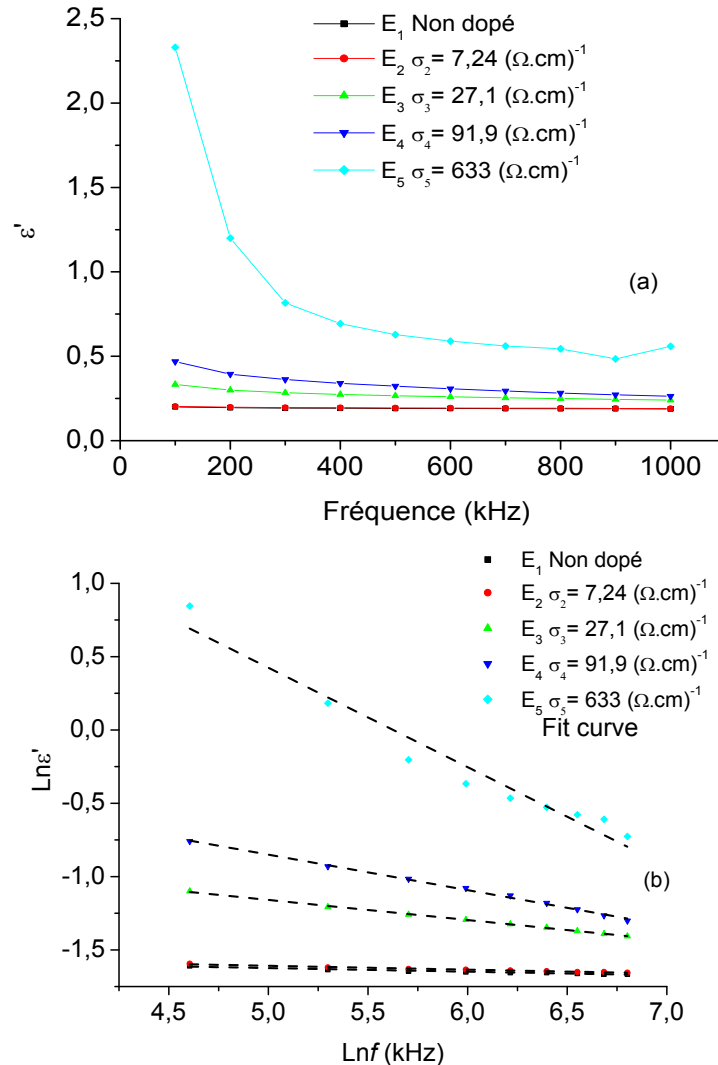 2,5
2,0
1,5
1,0
0,5
0,0
ε'
E₁ Non dopé
E₂ σ₂= 7,24 (Ω.cm)⁻¹
E₃ σ₃= 27,1 (Ω.cm)⁻¹
E₄ σ₄= 91,9 (Ω.cm)⁻¹
E₅ σ₅= 633 (Ω.cm)⁻¹
(a)
0 200 400 600 800 1000
Fréquence (kHz)
1,0
0,5
0,0
-0,5
-1,0
-1,5
Lnε'
E₁ Non dopé
E₂ σ₂= 7,24 (Ω.cm)⁻¹
E₃ σ₃= 27,1 (Ω.cm)⁻¹
E₄ σ₄= 91,9 (Ω.cm)⁻¹
E₅ σ₅= 633 (Ω.cm)⁻¹
Fit curve
(b)
4,5 5,0 5,5 6,0 6,5 7,0
Lnf (kHz)